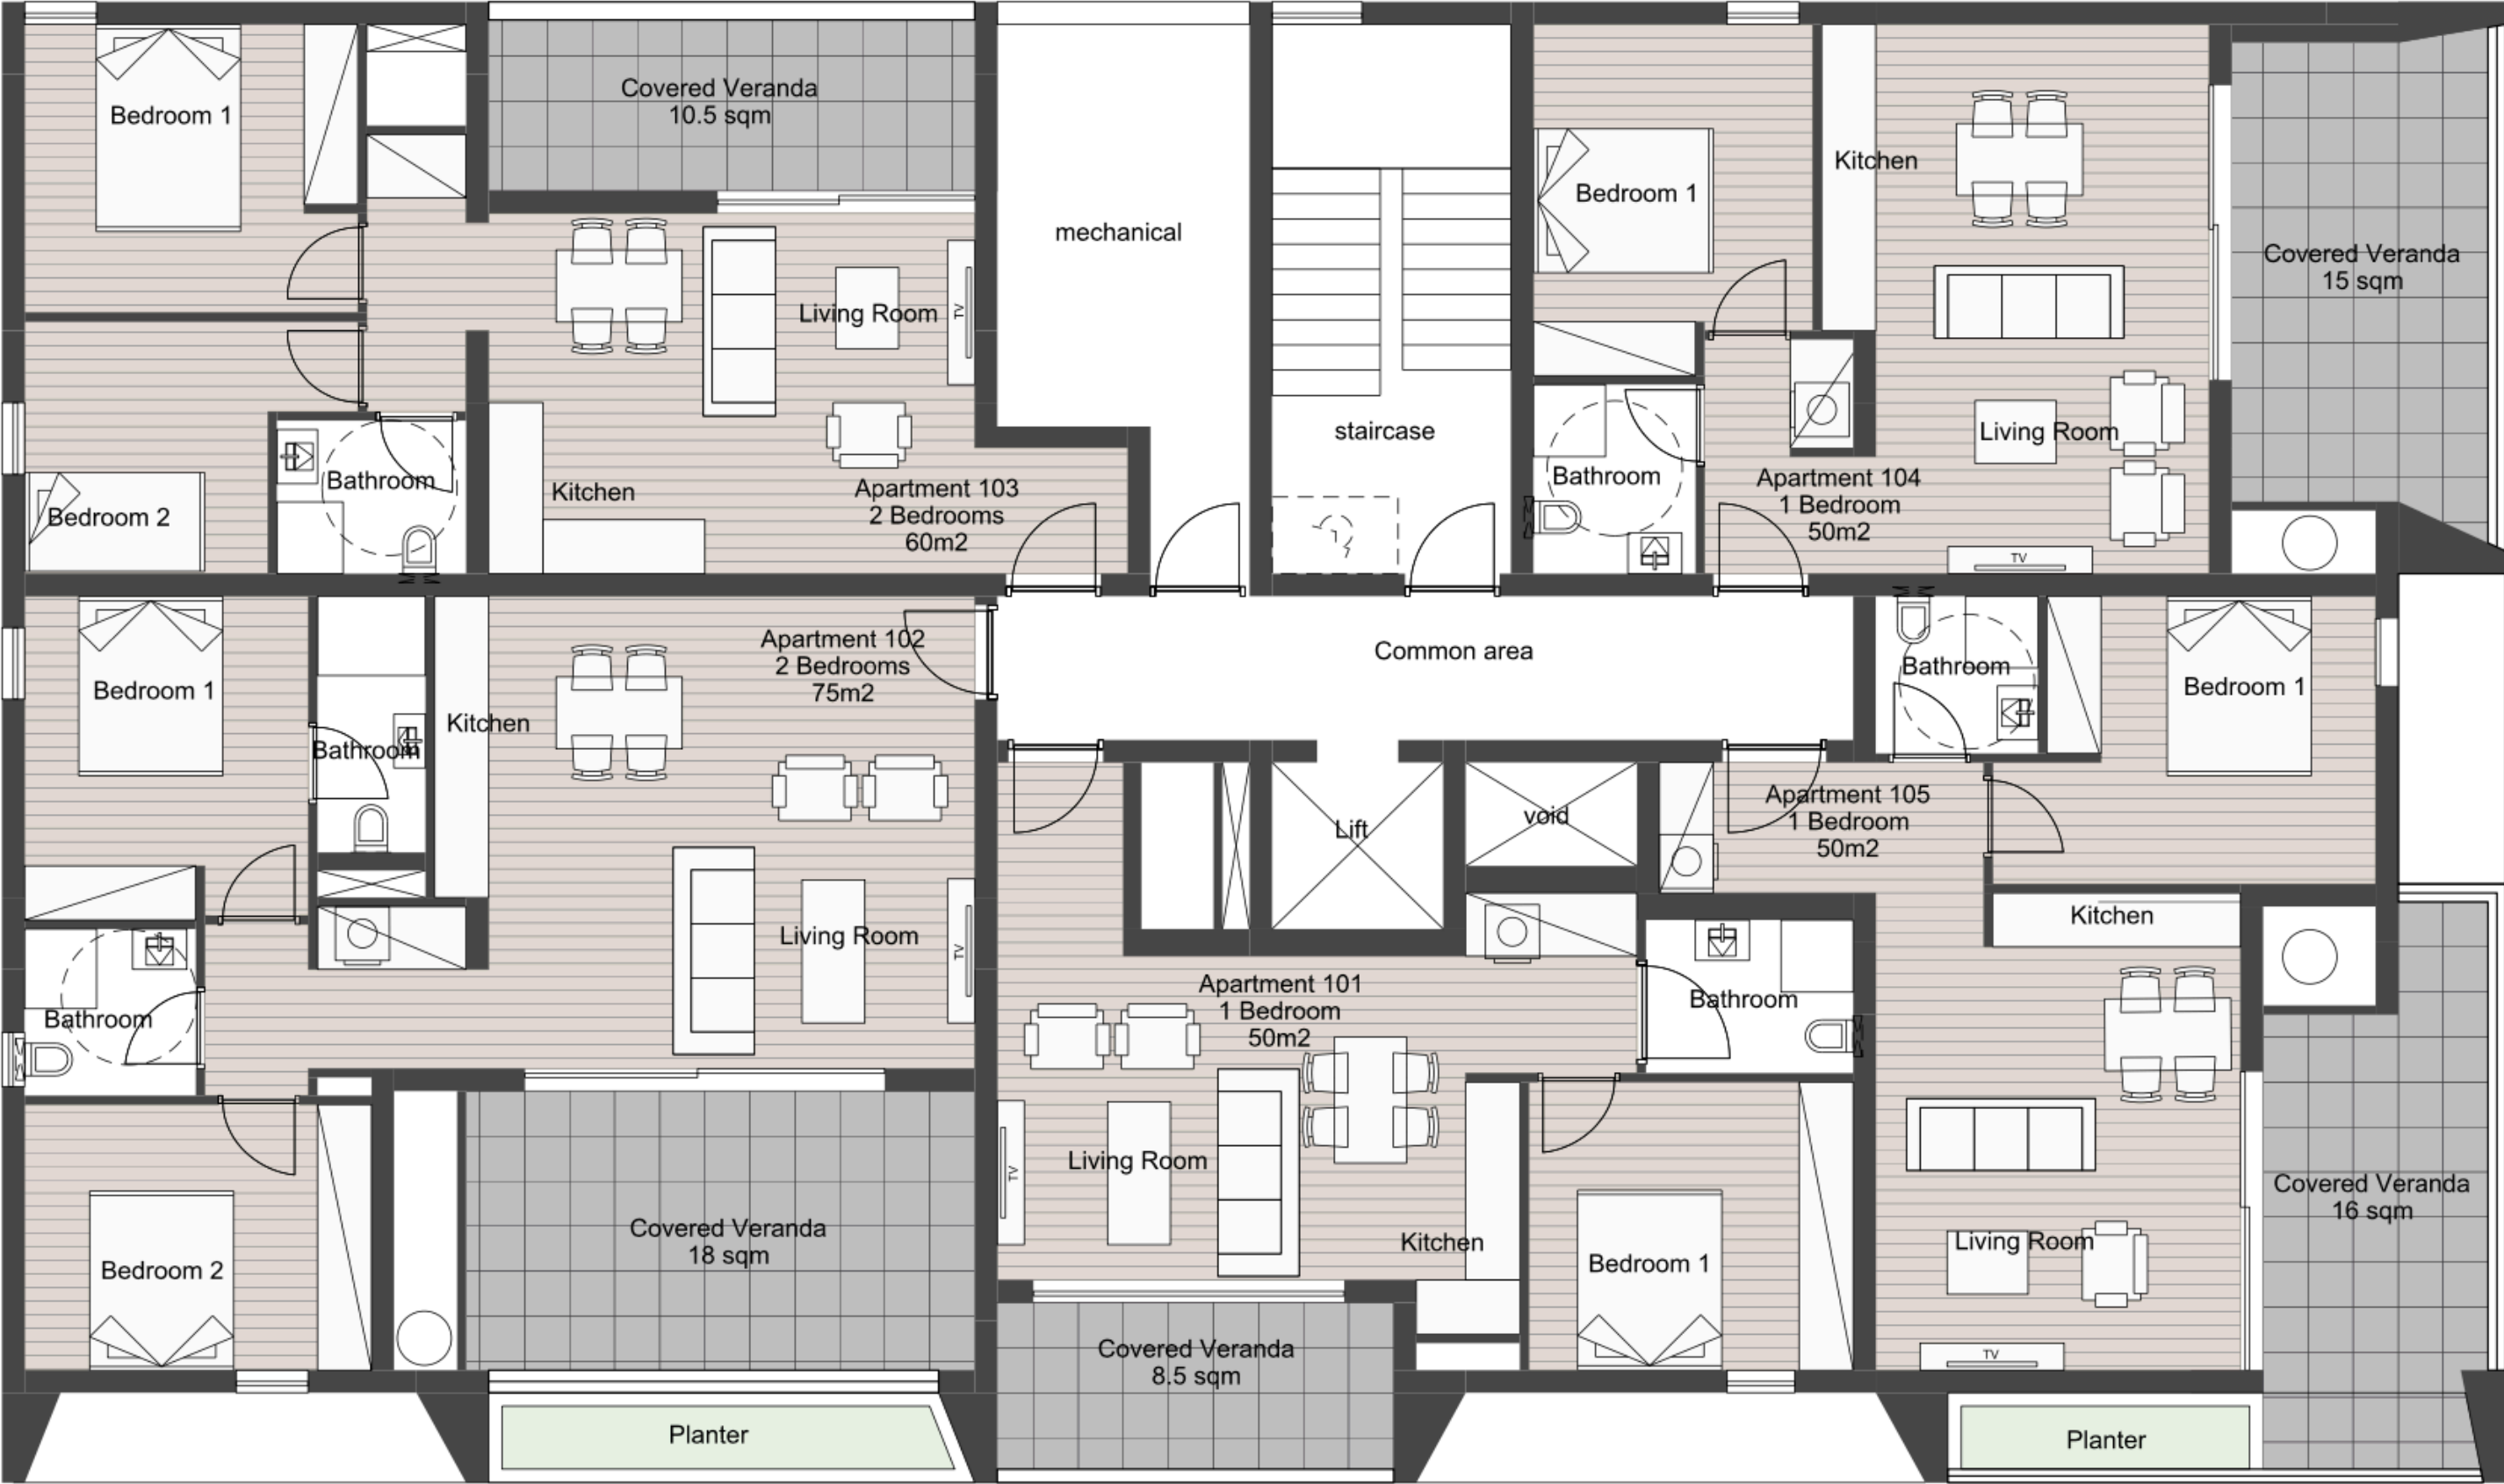 Bedroom 1
Covered Veranda
10.5 sqm
mechanical
Living Room
TV
Bedroom 2
Bathroom
Kitchen
Apartment 103
2 Bedrooms
60m2
staircase
Bedroom 1
Kitchen
Covered Veranda
15 sqm
Living Room
Bathroom
Apartment 104
1 Bedroom
50m2
TV
Common area
Bedroom 1
Bathroom
Kitchen
Apartment 102
2 Bedrooms
75m2
Living Room
TV
Bathroom
Bedroom 2
Covered Veranda
18 sqm
Planter
Lift
void
Apartment 101
1 Bedroom
50m2
Bathroom
Living Room
TV
Kitchen
Bedroom 1
Covered Veranda
8.5 sqm
Bathroom
Bedroom 1
Apartment 105
1 Bedroom
50m2
Kitchen
Living Room
TV
Covered Veranda
16 sqm
Planter